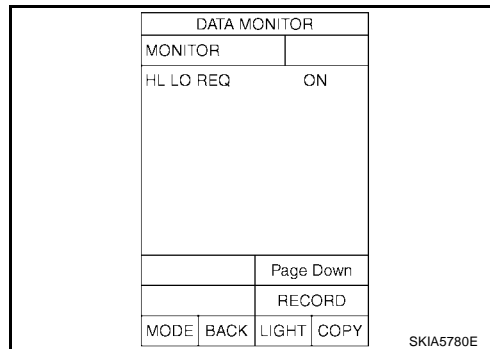 DATA MONITOR
MONITOR
HL LO REQ ON
Page Down
RECORD
MODE BACK LIGHT COPY
SKIA5780E